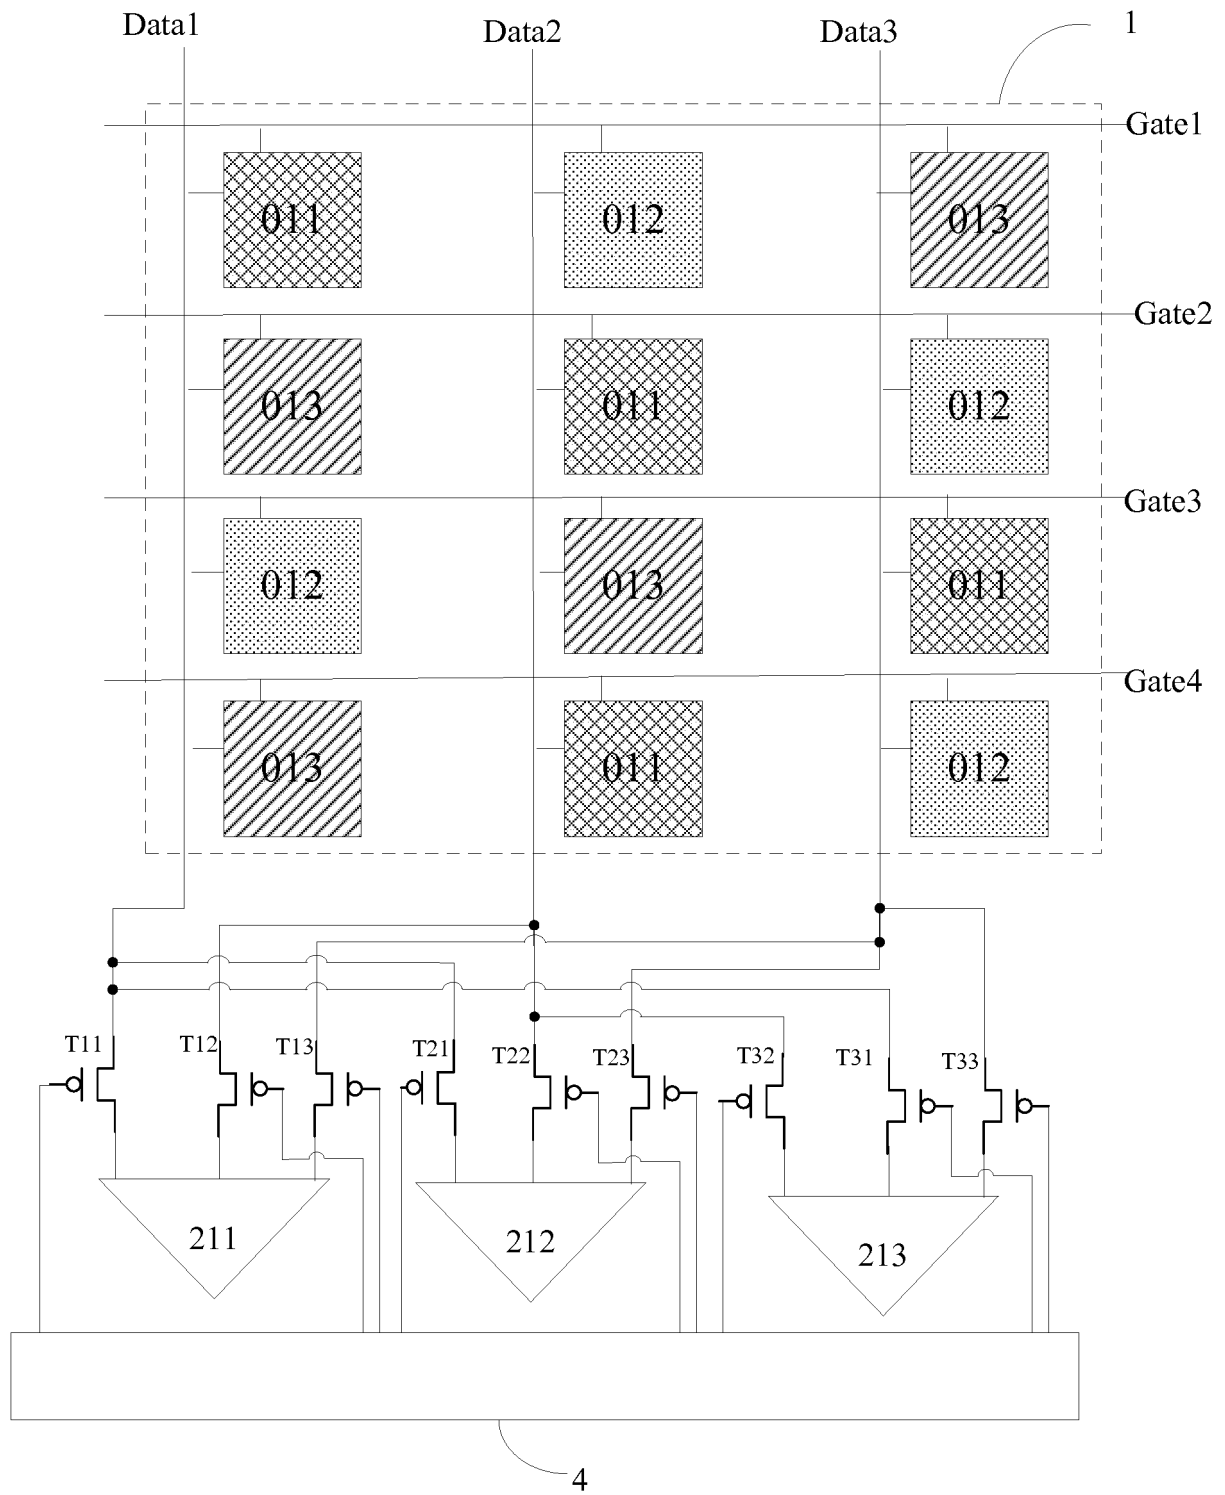 Data1 Data2 Data3 1
Gate1
011 012 013
Gate2
013 011 012
Gate3
012 013 011
Gate4
013 011 012
T11 T12 T13 T21 T22 T23 T32 T31 T33
211 212 213
4